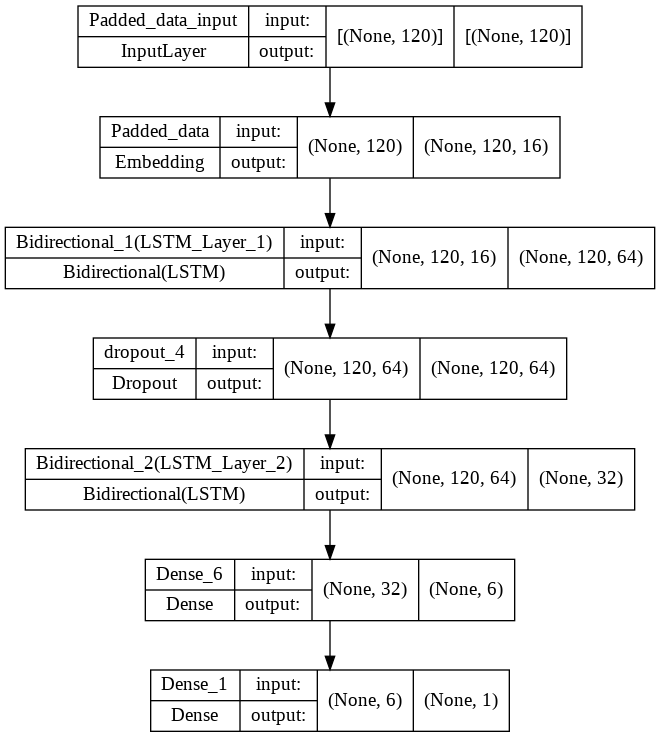 Padded_data_input input: [(None, 120)] [(None, 120)]
InputLayer output:
Padded_data input: (None, 120) (None, 120, 16)
Embedding output:
Bidirectional_1(LSTM_Layer_1) input: (None, 120, 16) (None, 120, 64)
Bidirectional(LSTM) output:
dropout_4 input: (None, 120, 64) (None, 120, 64)
Dropout output:
Bidirectional_2(LSTM_Layer_2) input: (None, 120, 64) (None, 32)
Bidirectional(LSTM) output:
Dense_6 input: (None, 32) (None, 6)
Dense output:
Dense_1 input: (None, 6) (None, 1)
Dense output: